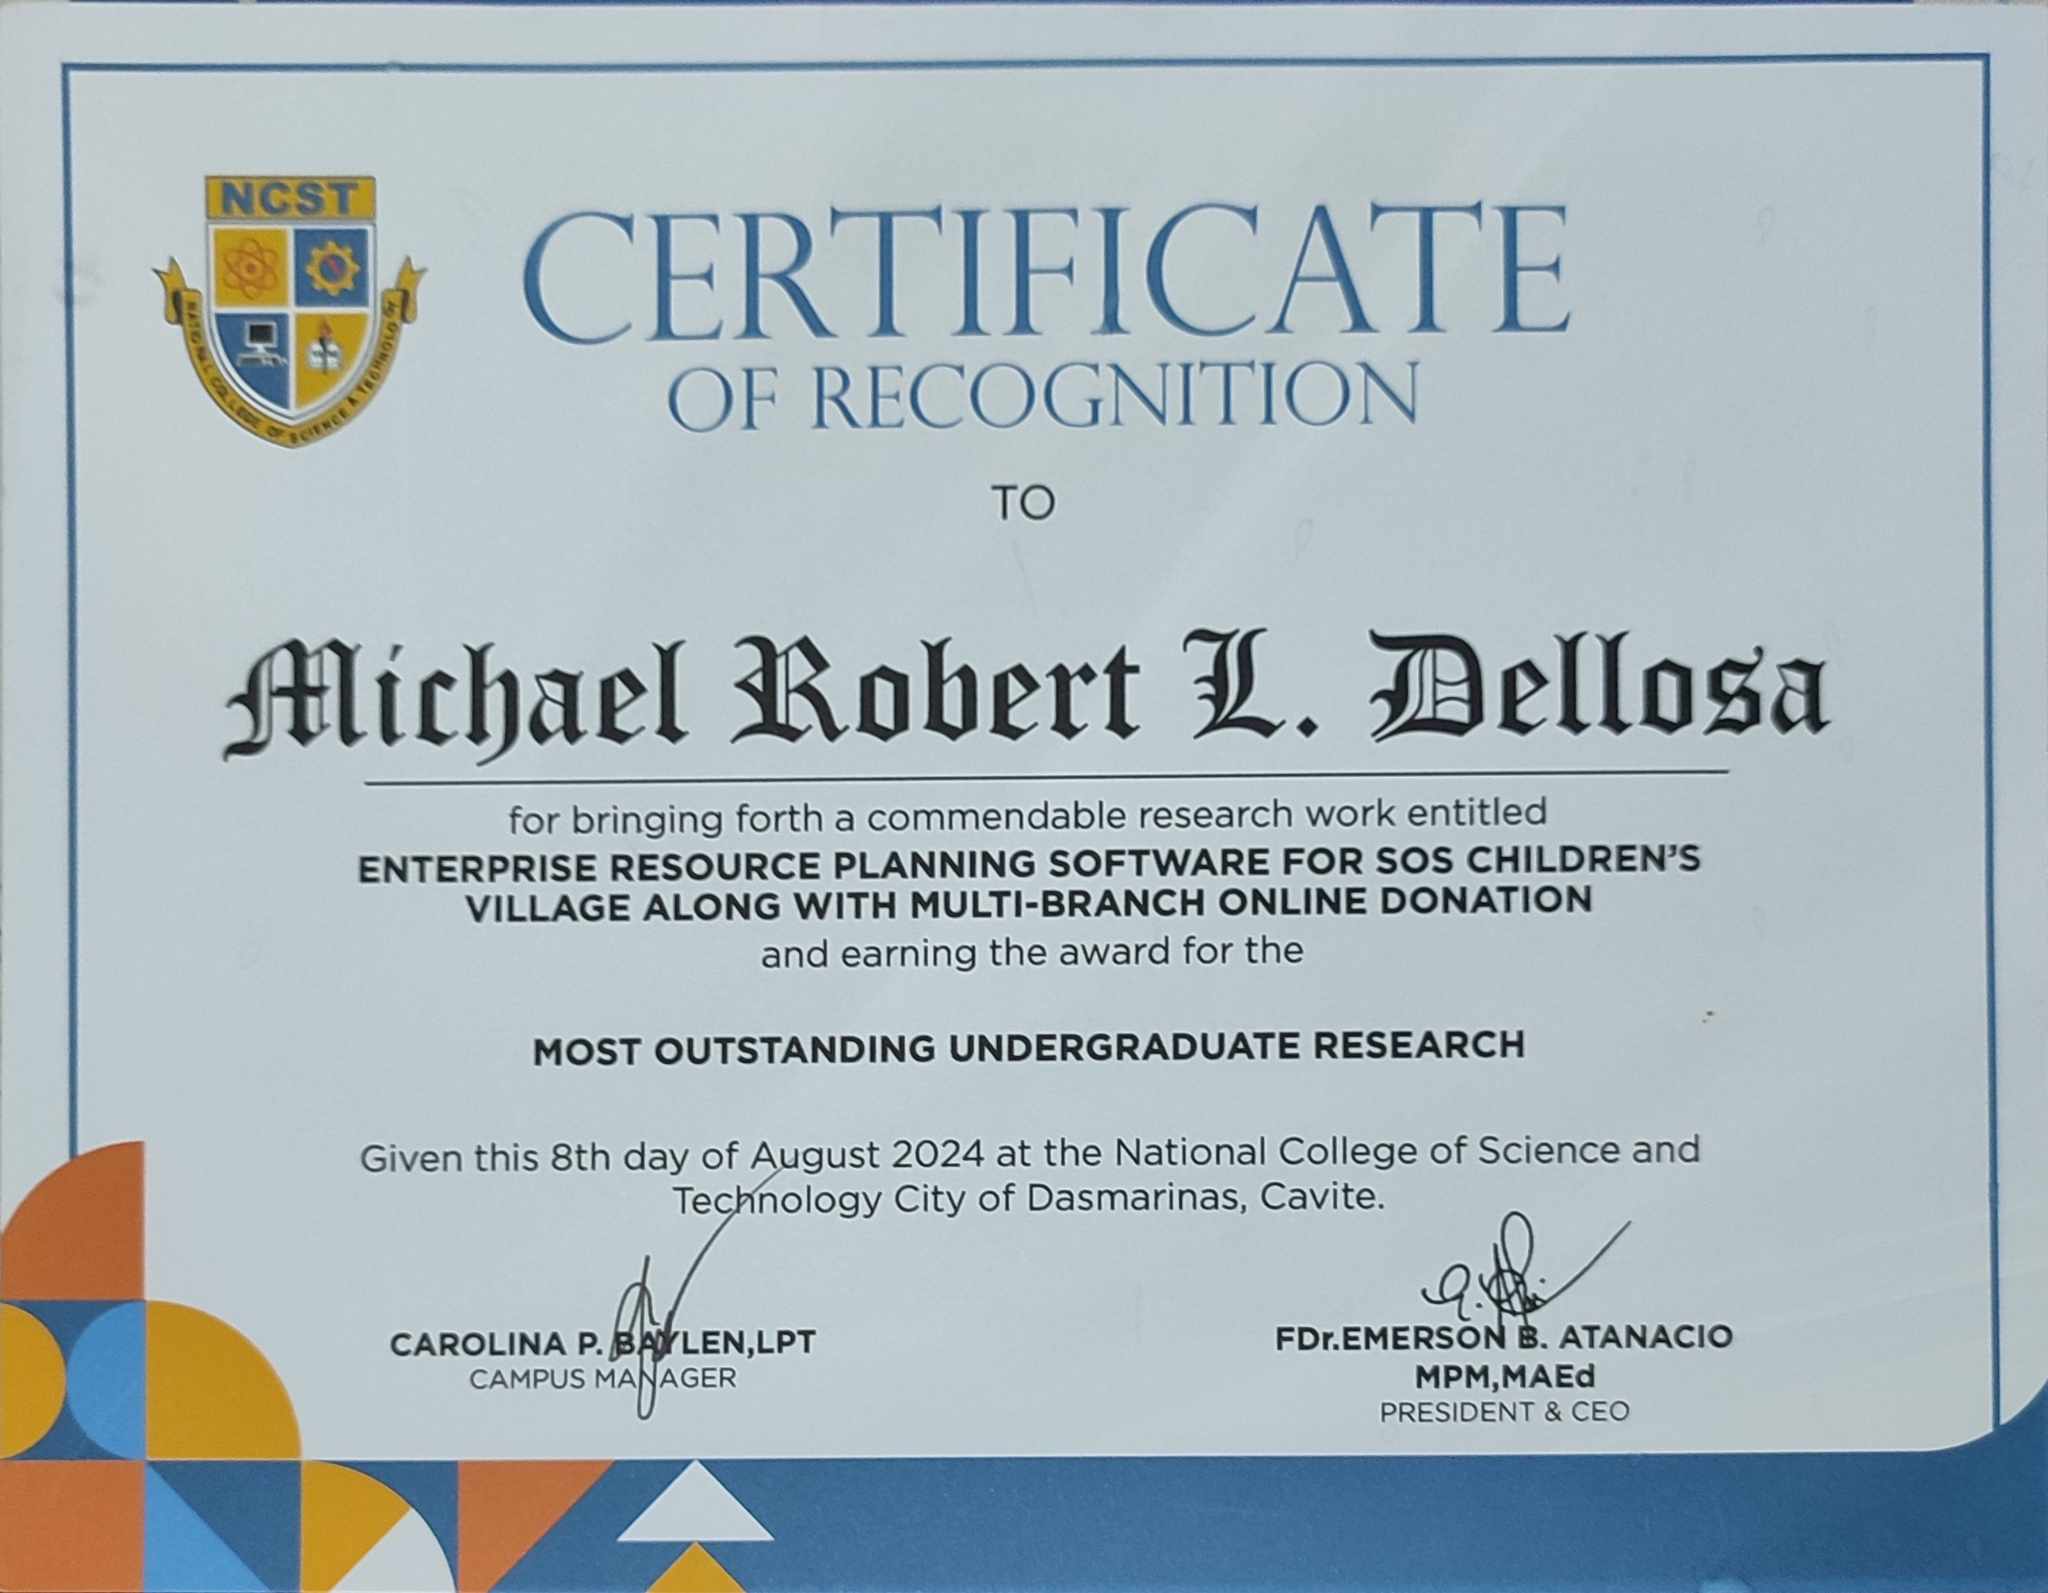 NCST
NATIONAL COLLEGE OF SCIENCE & TECHNOLOGY
CERTIFICATE
OF RECOGNITION
TO
Michael Robert L. Dellosa
for bringing forth a commendable research work entitled
ENTERPRISE RESOURCE PLANNING SOFTWARE FOR SOS CHILDREN'S
VILLAGE ALONG WITH MULTI-BRANCH ONLINE DONATION
and earning the award for the
MOST OUTSTANDING UNDERGRADUATE RESEARCH
Given this 8th day of August 2024 at the National College of Science and
Technology City of Dasmarinas, Cavite.
CAROLINA P. BAYLEN,LPT
CAMPUS MANAGER
FDr.EMERSON B. ATANACIO
MPM,MAEd
PRESIDENT & CEO